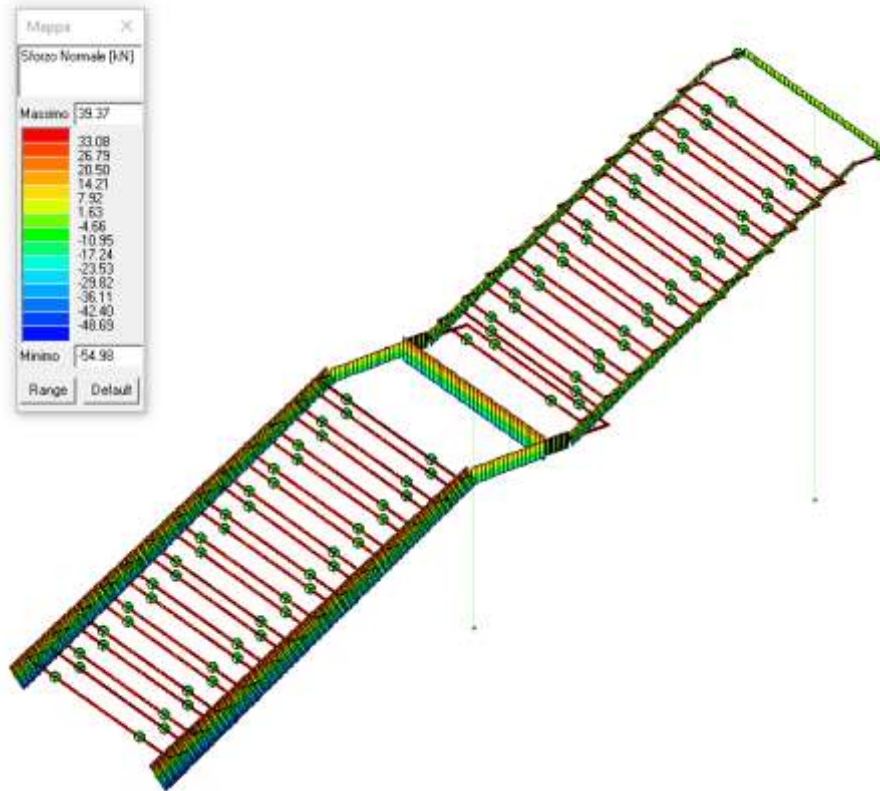 Mappa
Sforzo Normale [kN]
Massimo 39.37
33.08
26.79
20.50
14.21
7.92
1.63
-4.66
-10.95
-17.24
-23.53
-29.82
-36.11
-42.40
-48.69
Minimo -54.98
Range Default